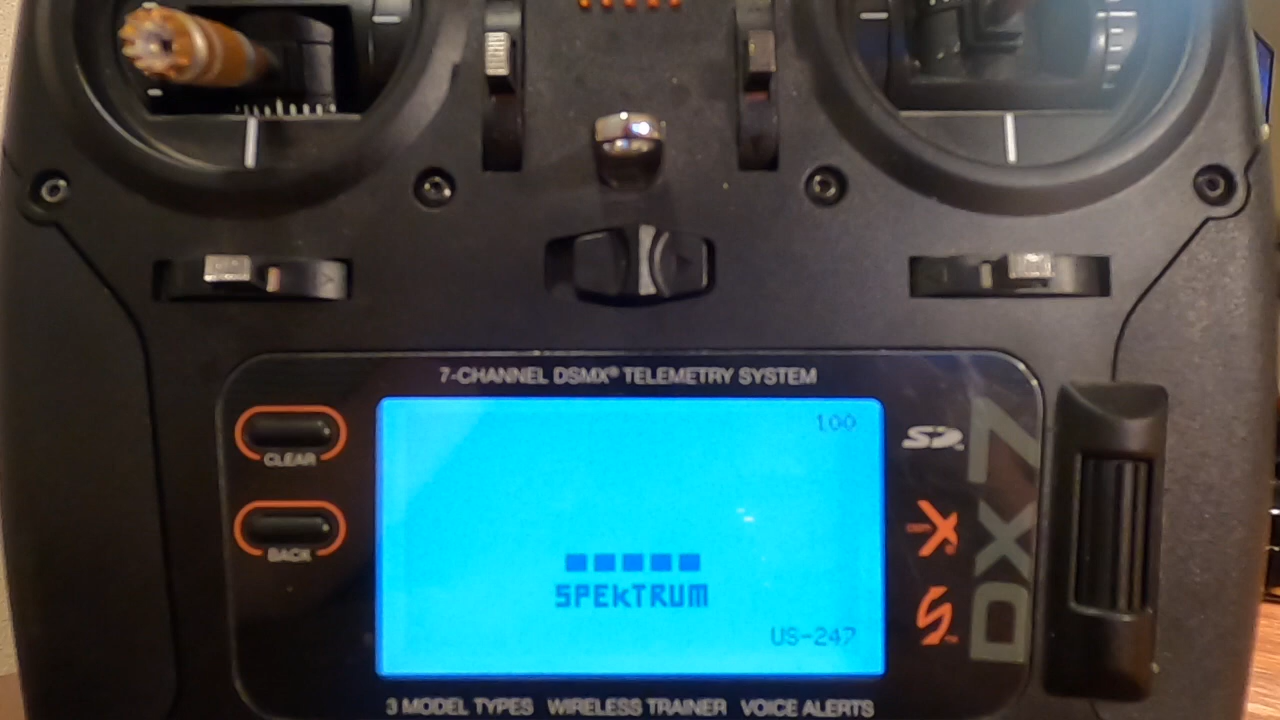 7-CHANNEL DSMX® TELEMETRY SYSTEM
100
CLEAR
BACK
SPEKTRUM
US-247
SD
X
DX7
3 MODEL TYPES WIRELESS TRAINER VOICE ALERTS